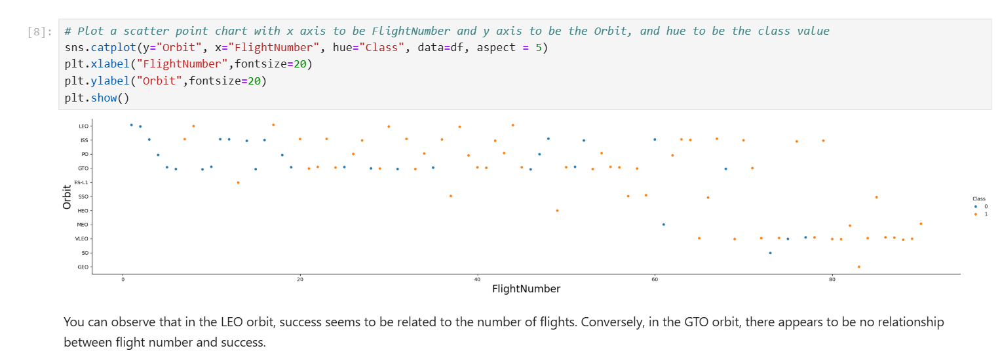 [8]:
# Plot a scatter point chart with x axis to be FlightNumber and y axis to be the Orbit, and hue to be the class value
sns.catplot(y="Orbit", x="FlightNumber", hue="Class", data=df, aspect = 5)
plt.xlabel("FlightNumber",fontsize=20)
plt.ylabel("Orbit",fontsize=20)
plt.show()
LEO
ISS
PO
GTO
ES-L1
SSO
HEO
MEO
VLEO
SO
GEO
Orbit
0 20 40 60 80
FlightNumber
Class
0
1
You can observe that in the LEO orbit, success seems to be related to the number of flights. Conversely, in the GTO orbit, there appears to be no relationship
between flight number and success.